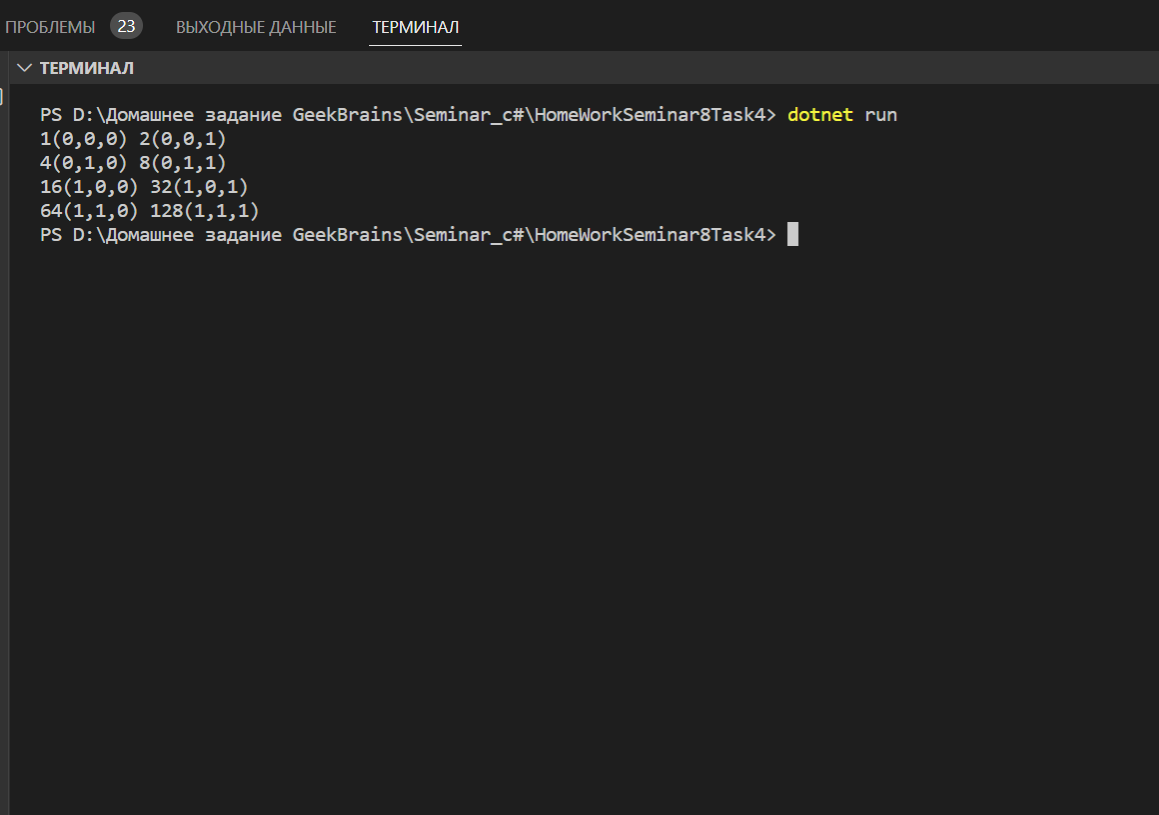 ПРОБЛЕМЫ 23 ВЫХОДНЫЕ ДАННЫЕ ТЕРМИНАЛ
ТЕРМИНАЛ
PS D:\Домашнее задание GeekBrains\Seminar_c#\HomeWorkSeminar8Task4> dotnet run
1(0,0,0) 2(0,0,1)
4(0,1,0) 8(0,1,1)
16(1,0,0) 32(1,0,1)
64(1,1,0) 128(1,1,1)
PS D:\Домашнее задание GeekBrains\Seminar_c#\HomeWorkSeminar8Task4>